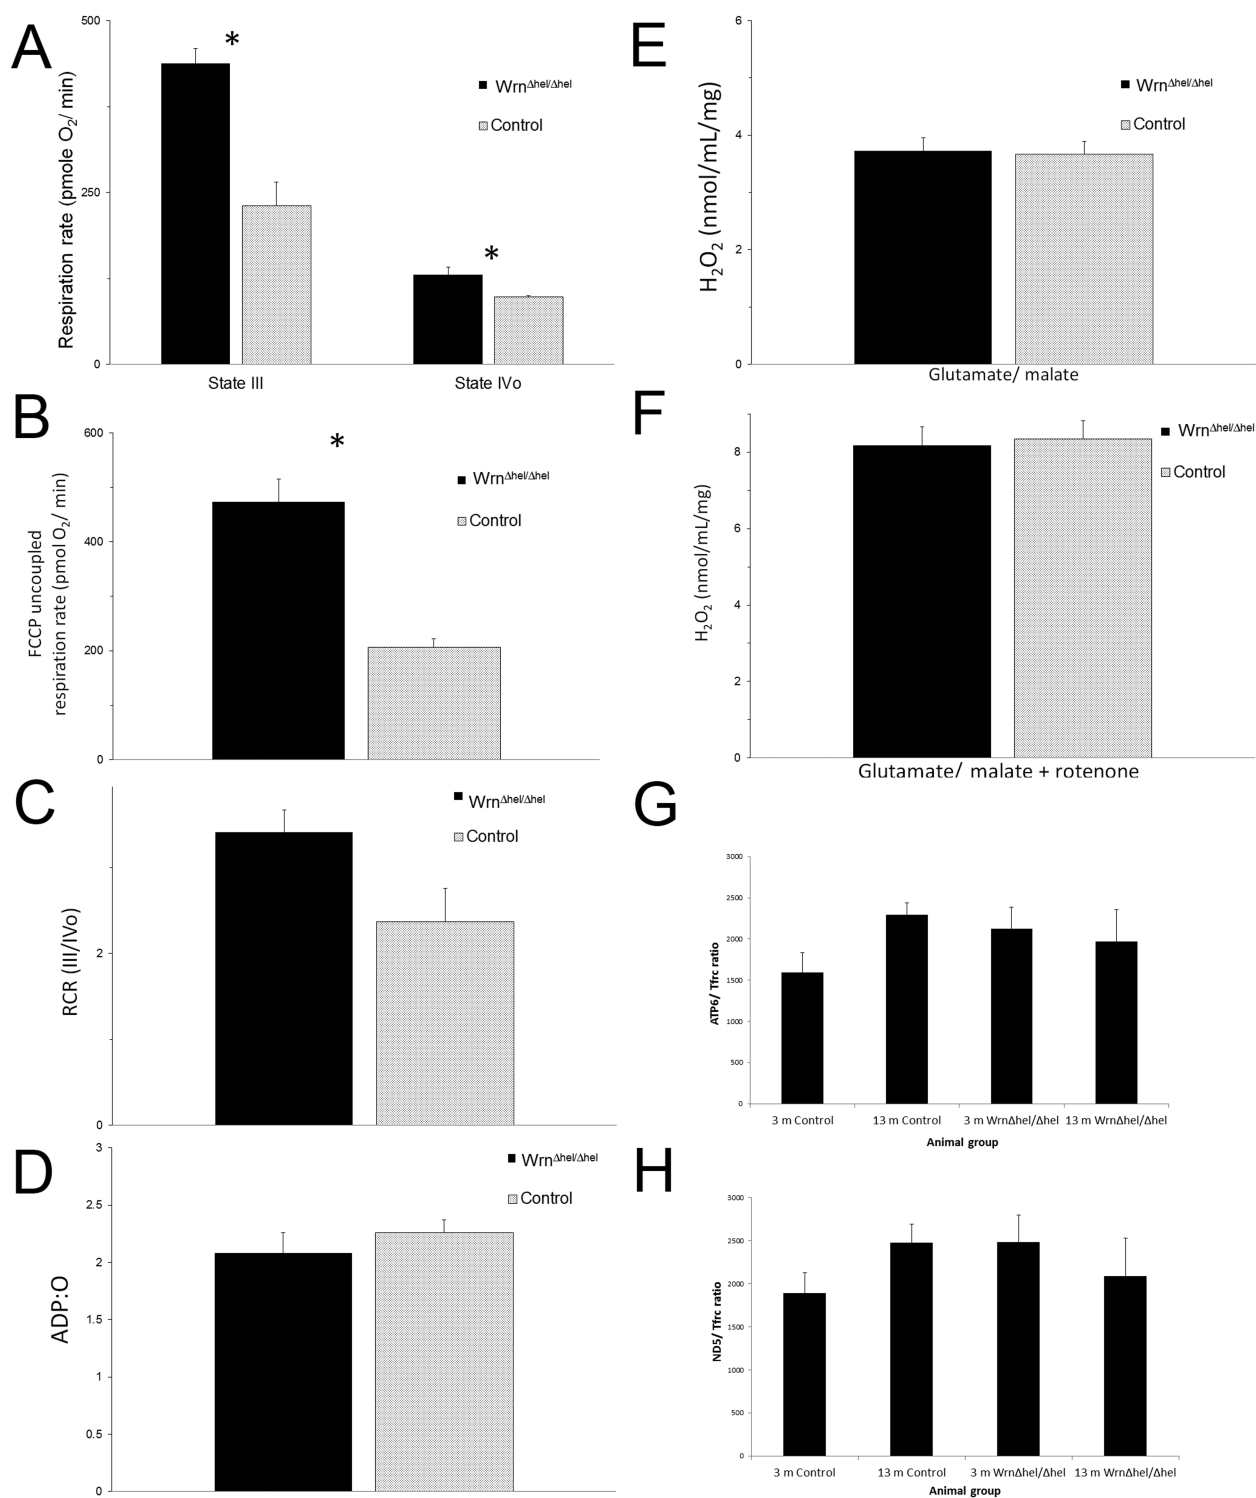 A
Respiration rate (pmole O₂/ min)
500
250
0
*
*
Wrn^Δhel/Δhel
Control
State III
State IVo
B
FCCP uncoupled
respiration rate (pmol O₂/ min)
600
400
200
0
*
Wrn^Δhel/Δhel
Control
C
RCR (III/IVo)
2
0
Wrn^Δhel/Δhel
Control
D
ADP:O
3
2.5
2
1.5
1
0.5
0
Wrn^Δhel/Δhel
Control
E
H₂O₂ (nmol/mL/mg)
6
4
2
0
Wrn^Δhel/Δhel
Control
Glutamate/ malate
F
H₂O₂ (nmol/mL/mg)
8
6
4
2
0
Wrn^Δhel/Δhel
Control
Glutamate/ malate + rotenone
G
ATP6/ Tfrc ratio
3000
2500
2000
1500
1000
500
0
3 m Control
13 m Control
3 m WrnΔhel/Δhel
13 m WrnΔhel/Δhel
Animal group
H
ND5/ Tfrc ratio
3000
2500
2000
1500
1000
500
0
3 m Control
13 m Control
3 m WrnΔhel/Δhel
13 m WrnΔhel/Δhel
Animal group